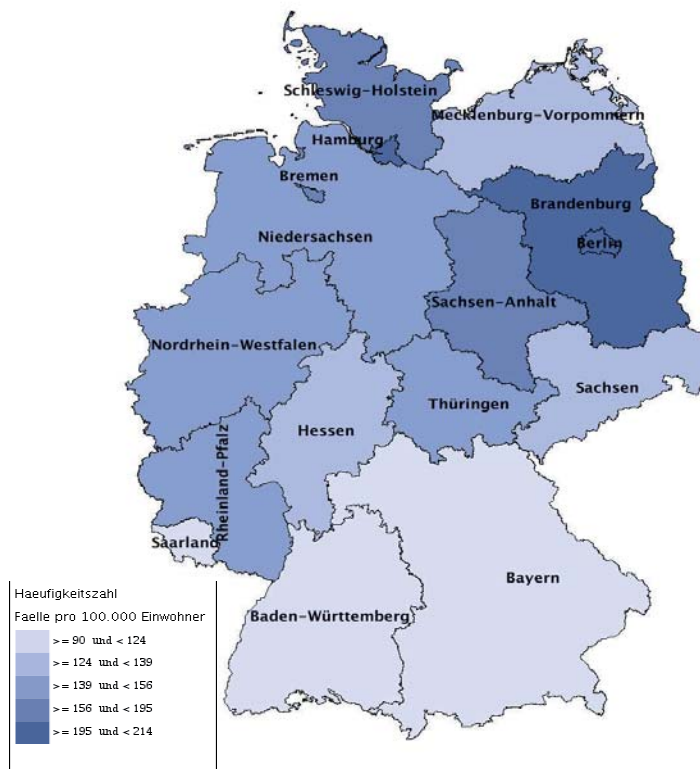 Schleswig-Holstein
Mecklenburg-Vorpommern
Hamburg
Bremen
Brandenburg
Niedersachsen
Berlin
Sachsen-Anhalt
Nordrhein-Westfalen
Sachsen
Thüringen
Hessen
Rheinland-Pfalz
Saarland
Bayern
Baden-Württemberg
Haeufigkeitszahl
Faelle pro 100.000 Einwohner
>= 90 und < 124
>= 124 und < 139
>= 139 und < 156
>= 156 und < 195
>= 195 und < 214